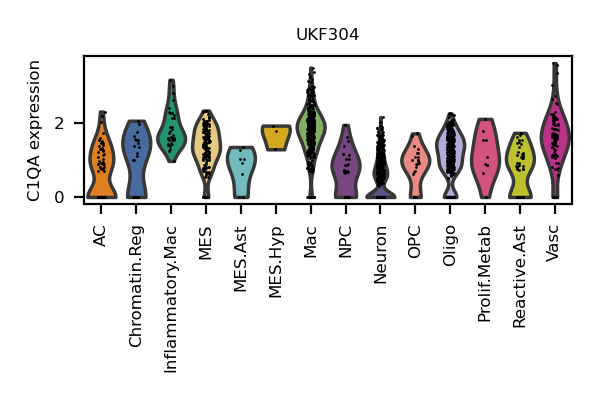 UKF304
C1QA expression
2
0
AC
Chromatin.Reg
Inflammatory.Mac
MES
MES.Ast
MES.Hyp
Mac
NPC
Neuron
OPC
Oligo
Prolif.Metab
Reactive.Ast
Vasc